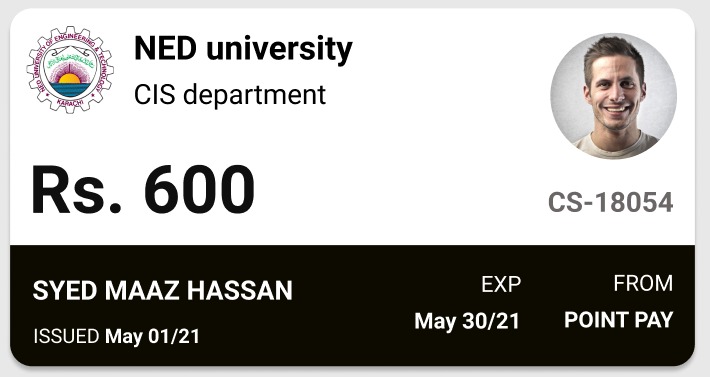 NED UNIVERSITY OF ENGINEERING & TECHNOLOGY
KARACHI
NED university
CIS department
Rs. 600
CS-18054
SYED MAAZ HASSAN
ISSUED May 01/21
EXP
May 30/21
FROM
POINT PAY